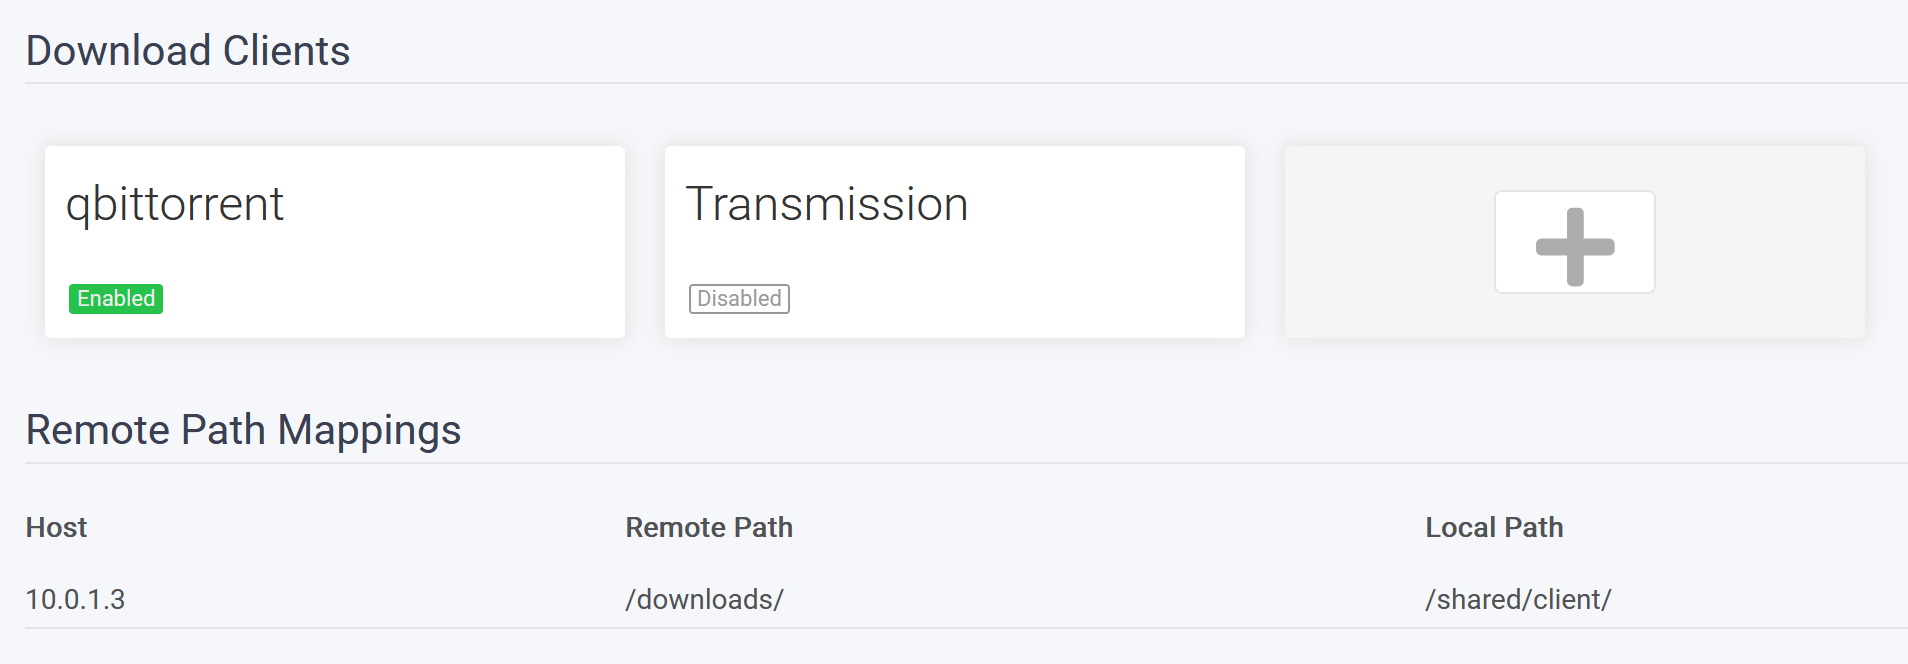 Download Clients
qbittorrent
Enabled
Transmission
Disabled
Remote Path Mappings
Host Remote Path Local Path
10.0.1.3 /downloads/ /shared/client/